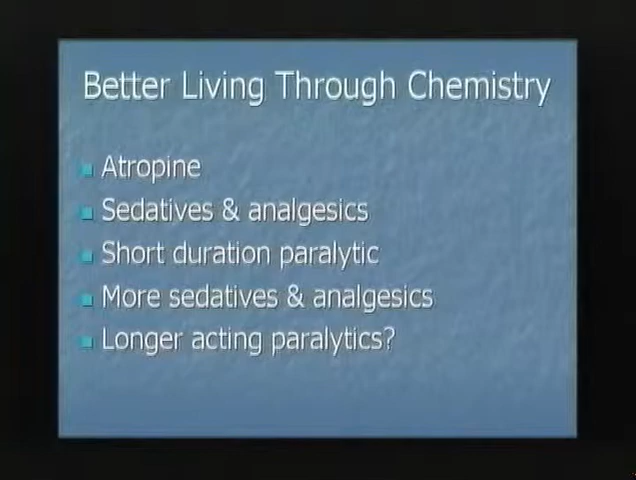 Better Living Through Chemistry
Atropine
Sedatives & analgesics
Short duration paralytic
More sedatives & analgesics
Longer acting paralytics?